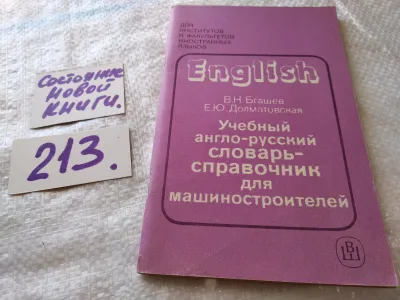 Состояние
новой
книги.
213.
ДЛЯ
ИНСТИТУТОВ
И ФАКУЛЬТЕТОВ
ИНОСТРАННЫХ
ЯЗЫКОВ
English
В.Н. Бгашев
Е.Ю. Долматовская
Учебный
англо-русский
словарь-
справочник
для
машиностроителей
ВШ